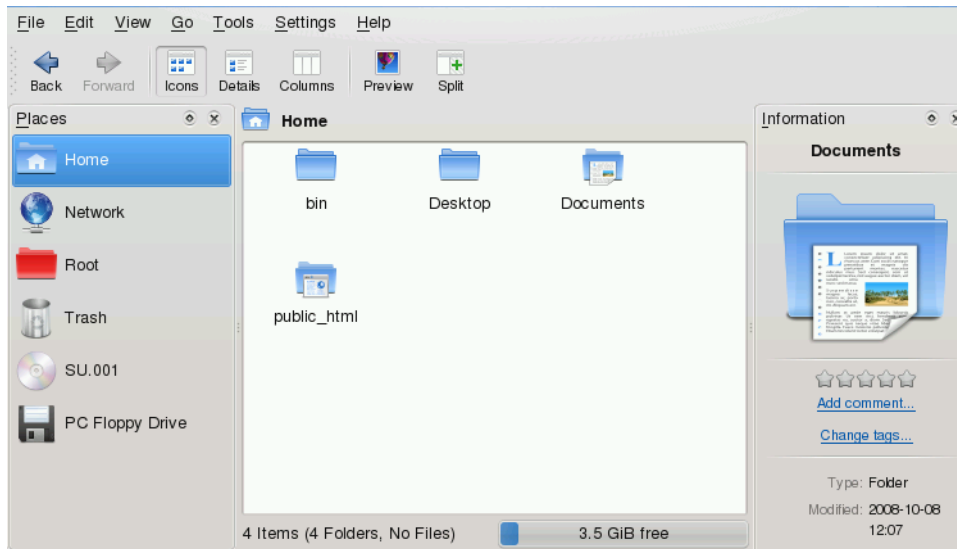 File Edit View Go Tools Settings Help
Back Forward Icons Details Columns Preview Split
Places
Home
Network
Root
Trash
SU.001
PC Floppy Drive
Home
bin Desktop Documents
public_html
4 Items (4 Folders, No Files) 3.5 GiB free
Information
Documents
Add comment...
Change tags...
Type: Folder
Modified: 2008-10-08
12:07